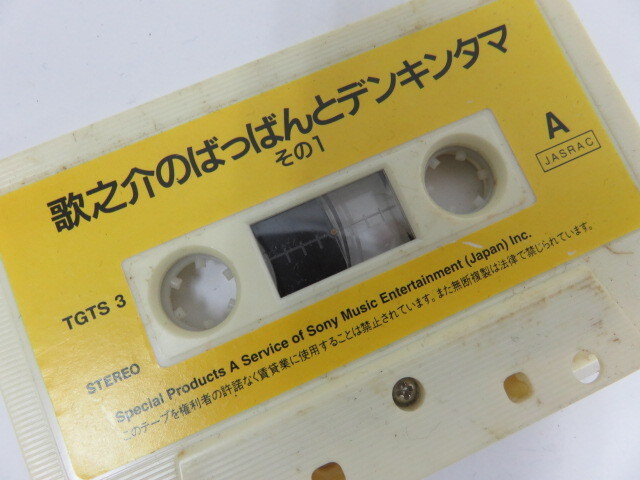 歌之介のばっばんとデンキンタマ
その1
A
JASRAC
TGTS 3
STEREO
Special Products A Service of Sony Music Entertainment (Japan) Inc.
このテープを権利者の許諾なく賃貸業に使用することは禁止されています。また無断複製は法律で禁じられています。